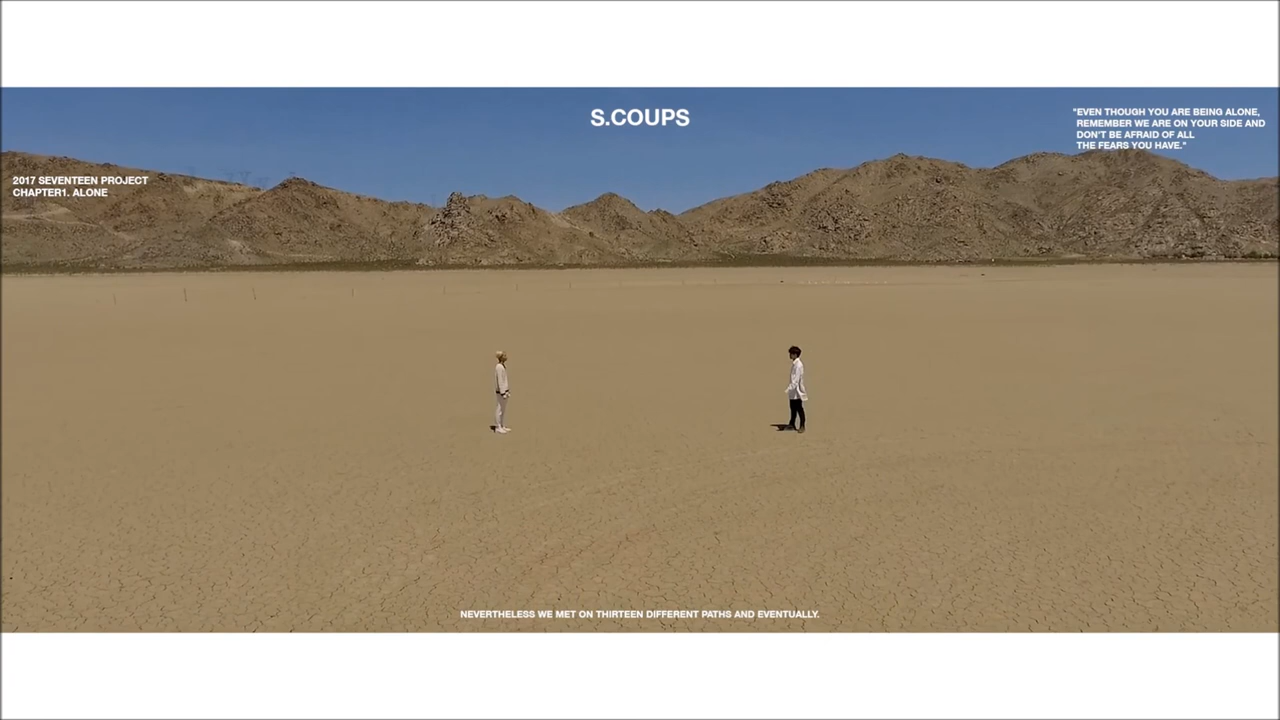 S.COUPS
"EVEN THOUGH YOU ARE BEING ALONE,
REMEMBER WE ARE ON YOUR SIDE AND
DON'T BE AFRAID OF ALL
THE FEARS YOU HAVE."
2017 SEVENTEEN PROJECT
CHAPTER1. ALONE
NEVERTHELESS WE MET ON THIRTEEN DIFFERENT PATHS AND EVENTUALLY.